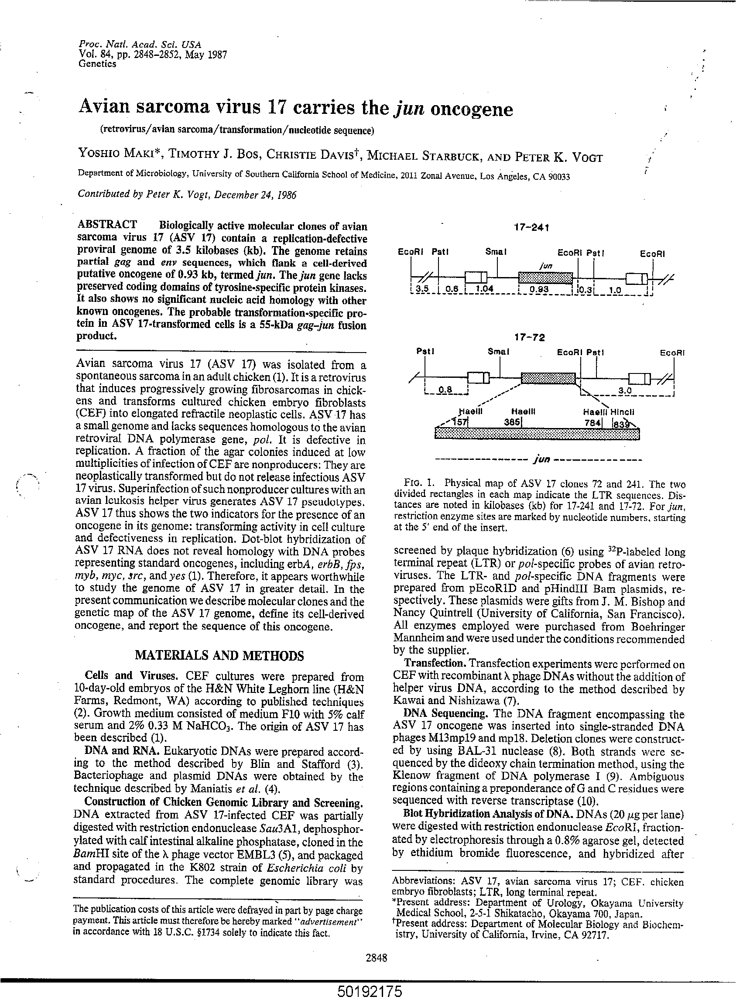 Proc. Natl. Acad. Sci. USA
Vol. 84, pp. 2848–2852, May 1987
Genetics
Avian sarcoma virus 17 carries the jun oncogene
(retrovirus/avian sarcoma/transformation/nucleotide sequence)
YOSHIO MAKI*, TIMOTHY J. BOS, CHRISTIE DAVIS†, MICHAEL STARBUCK, AND PETER K. VOGT
Department of Microbiology, University of Southern California School of Medicine, 2011 Zonal Avenue, Los Angeles, CA 90033
Contributed by Peter K. Vogt, December 24, 1986
ABSTRACT Biologically active molecular clones of avian
sarcoma virus 17 (ASV 17) contain a replication-defective
proviral genome of 3.5 kilobases (kb). The genome retains
partial gag and env sequences, which flank a cell-derived
putative oncogene of 0.93 kb, termed jun. The jun gene lacks
preserved coding domains of tyrosine-specific protein kinases.
It also shows no significant nucleic acid homology with other
known oncogenes. The probable transformation-specific pro-
tein in ASV 17-transformed cells is a 55-kDa gag–jun fusion
product.
Avian sarcoma virus 17 (ASV 17) was isolated from a
spontaneous sarcoma in an adult chicken (1). It is a retrovirus
that induces progressively growing fibrosarcomas in chick-
ens and transforms cultured chicken embryo fibroblasts
(CEF) into elongated refractile neoplastic cells. ASV 17 has
a small genome and lacks sequences homologous to the avian
retroviral DNA polymerase gene, pol. It is defective in
replication. A fraction of the agar colonies induced at low
multiplicities of infection of CEF are nonproducers: They are
neoplastically transformed but do not release infectious ASV
17 virus. Superinfection of such nonproducer cultures with an
avian leukosis helper virus generates ASV 17 pseudotypes.
ASV 17 thus shows the two indicators for the presence of an
oncogene in its genome: transforming activity in cell culture
and defectiveness in replication. Dot-blot hybridization of
ASV 17 RNA does not reveal homology with DNA probes
representing standard oncogenes, including erbA, erbB, fps,
myb, myc, src, and yes (1). Therefore, it appears worthwhile
to study the genome of ASV 17 in greater detail. In the
present communication we describe molecular clones and the
genetic map of the ASV 17 genome, define its cell-derived
oncogene, and report the sequence of this oncogene.
MATERIALS AND METHODS
Cells and Viruses. CEF cultures were prepared from
10-day-old embryos of the H&N White Leghorn line (H&N
Farms, Redmont, WA) according to published techniques
(2). Growth medium consisted of medium F10 with 5% calf
serum and 2% 0.33 M NaHCO₃. The origin of ASV 17 has
been described (1).
DNA and RNA. Eukaryotic DNAs were prepared accord-
ing to the method described by Blin and Stafford (3).
Bacteriophage and plasmid DNAs were obtained by the
technique described by Maniatis et al. (4).
Construction of Chicken Genomic Library and Screening.
DNA extracted from ASV 17-infected CEF was partially
digested with restriction endonuclease Sau3A1, dephosphor-
ylated with calf intestinal alkaline phosphatase, cloned in the
BamHI site of the λ phage vector EMBL3 (5), and packaged
and propagated in the K802 strain of Escherichia coli by
standard procedures. The complete genomic library was
The publication costs of this article were defrayed in part by page charge
payment. This article must therefore be hereby marked "advertisement"
in accordance with 18 U.S.C. §1734 solely to indicate this fact.
17-241
EcoRI PstI SmaI EcoRI PstI EcoRI
jun
3.5 0.6 1.04 0.93 0.3 1.0
17-72
PstI SmaI EcoRI PstI EcoRI
0.8 3.0
HaeIII HaeIII HaeIII HincII
157 385 784 839
jun
FIG. 1. Physical map of ASV 17 clones 72 and 241. The two
divided rectangles in each map indicate the LTR sequences. Dis-
tances are noted in kilobases (kb) for 17-241 and 17-72. For jun,
restriction enzyme sites are marked by nucleotide numbers, starting
at the 5′ end of the insert.
screened by plaque hybridization (6) using ³²P-labeled long
terminal repeat (LTR) or pol-specific probes of avian retro-
viruses. The LTR- and pol-specific DNA fragments were
prepared from pEcoR1D and pHindIII Bam plasmids, re-
spectively. These plasmids were gifts from J. M. Bishop and
Nancy Quintrell (University of California, San Francisco).
All enzymes employed were purchased from Boehringer
Mannheim and were used under the conditions recommended
by the supplier.
Transfection. Transfection experiments were performed on
CEF with recombinant λ phage DNAs without the addition of
helper virus DNA, according to the method described by
Kawai and Nishizawa (7).
DNA Sequencing. The DNA fragment encompassing the
ASV 17 oncogene was inserted into single-stranded DNA
phages M13mp19 and mp18. Deletion clones were construct-
ed by using BAL-31 nuclease (8). Both strands were se-
quenced by the dideoxy chain termination method, using the
Klenow fragment of DNA polymerase I (9). Ambiguous
regions containing a preponderance of G and C residues were
sequenced with reverse transcriptase (10).
Blot Hybridization Analysis of DNA. DNAs (20 μg per lane)
were digested with restriction endonuclease EcoRI, fraction-
ated by electrophoresis through a 0.8% agarose gel, detected
by ethidium bromide fluorescence, and hybridized after
Abbreviations: ASV 17, avian sarcoma virus 17; CEF, chicken
embryo fibroblasts; LTR, long terminal repeat.
*Present address: Department of Urology, Okayama University
Medical School, 2-5-1 Shikatacho, Okayama 700, Japan.
†Present address: Department of Molecular Biology and Biochem-
istry, University of California, Irvine, CA 92717.
2848
50192175